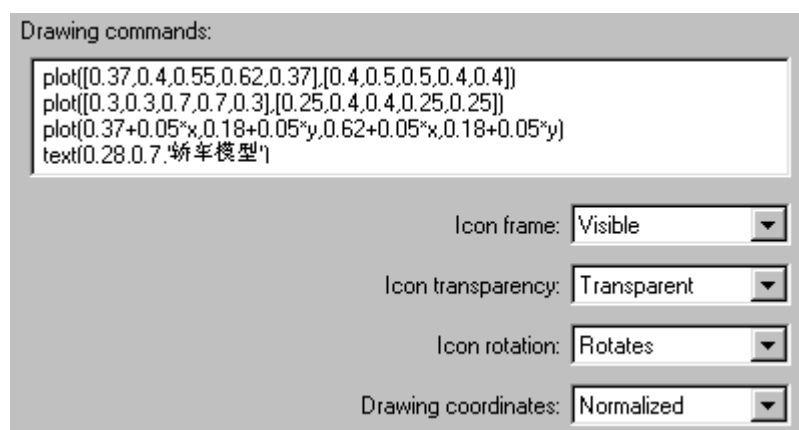 Drawing commands:
plot([0.37,0.4,0.55,0.62,0.37],[0.4,0.5,0.5,0.4,0.4])
plot([0.3,0.3,0.7,0.7,0.3],[0.25,0.4,0.4,0.25,0.25])
plot(0.37+0.05*x,0.18+0.05*y,0.62+0.05*x,0.18+0.05*y)
text(0.28,0.7,'轿车模型')
Icon frame: Visible
Icon transparency: Transparent
Icon rotation: Rotates
Drawing coordinates: Normalized